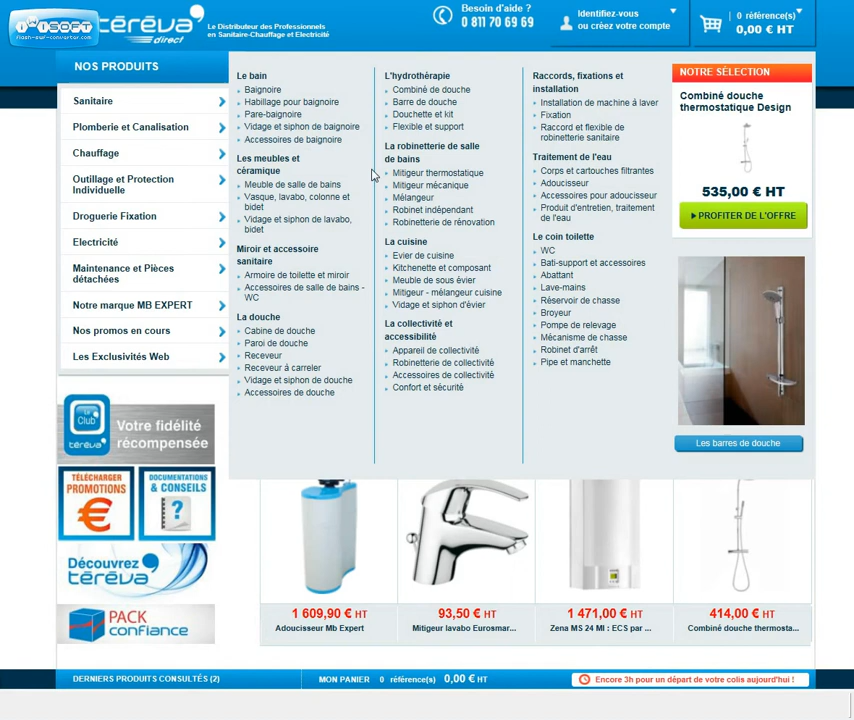 iWiSOFT
flash-swf-converter.com
téréva
direct
Le Distributeur des Professionnels
en Sanitaire-Chauffage et Electricité
Besoin d'aide ?
0 811 70 69 69
Identifiez-vous
ou créez votre compte
0 référence(s)
0,00 € HT
NOS PRODUITS
Sanitaire
Plomberie et Canalisation
Chauffage
Outillage et Protection
Individuelle
Droguerie Fixation
Electricité
Maintenance et Pièces
détachées
Notre marque MB EXPERT
Nos promos en cours
Les Exclusivités Web
Le bain
Baignoire
Habillage pour baignoire
Pare-baignoire
Vidage et siphon de baignoire
Accessoires de baignoire
Les meubles et
céramique
Meuble de salle de bains
Vasque, lavabo, colonne et
bidet
Vidage et siphon de lavabo,
bidet
Miroir et accessoire
sanitaire
Armoire de toilette et miroir
Accessoires de salle de bains -
WC
La douche
Cabine de douche
Paroi de douche
Receveur
Receveur à carreler
Vidage et siphon de douche
Accessoires de douche
L'hydrothérapie
Combiné de douche
Barre de douche
Douchette et kit
Flexible et support
La robinetterie de salle
de bains
Mitigeur thermostatique
Mitigeur mécanique
Mélangeur
Robinet indépendant
Robinetterie de rénovation
La cuisine
Evier de cuisine
Kitchenette et composant
Meuble de sous évier
Mitigeur - mélangeur cuisine
Vidage et siphon d'évier
La collectivité et
accessibilité
Appareil de collectivité
Robinetterie de collectivité
Accessoires de collectivité
Confort et sécurité
Raccords, fixations et
installation
Installation de machine à laver
Fixation
Raccord et flexible de
robinetterie sanitaire
Traitement de l'eau
Corps et cartouches filtrantes
Adoucisseur
Accessoires pour adoucisseur
Produit d'entretien, traitement
de l'eau
Le coin toilette
WC
Bati-support et accessoires
Abattant
Lave-mains
Réservoir de chasse
Broyeur
Pompe de relevage
Mécanisme de chasse
Robinet d'arrêt
Pipe et manchette
NOTRE SÉLECTION
Combiné douche
thermostatique Design
535,00 € HT
PROFITER DE L'OFFRE
Les barres de douche
Le Club
téréva
Votre fidélité
récompensée
TÉLÉCHARGER
PROMOTIONS
€
DOCUMENTATIONS
& CONSEILS
?
Découvrez
téréva
PACK
confiance
1 609,90 € HT
Adoucisseur Mb Expert
93,50 € HT
Mitigeur lavabo Eurosmar...
1 471,00 € HT
Zena MS 24 MI : ECS par ...
414,00 € HT
Combiné douche thermosta...
DERNIERS PRODUITS CONSULTÉS (2)
MON PANIER 0 référence(s) 0,00 € HT
Encore 3h pour un départ de votre colis aujourd'hui !